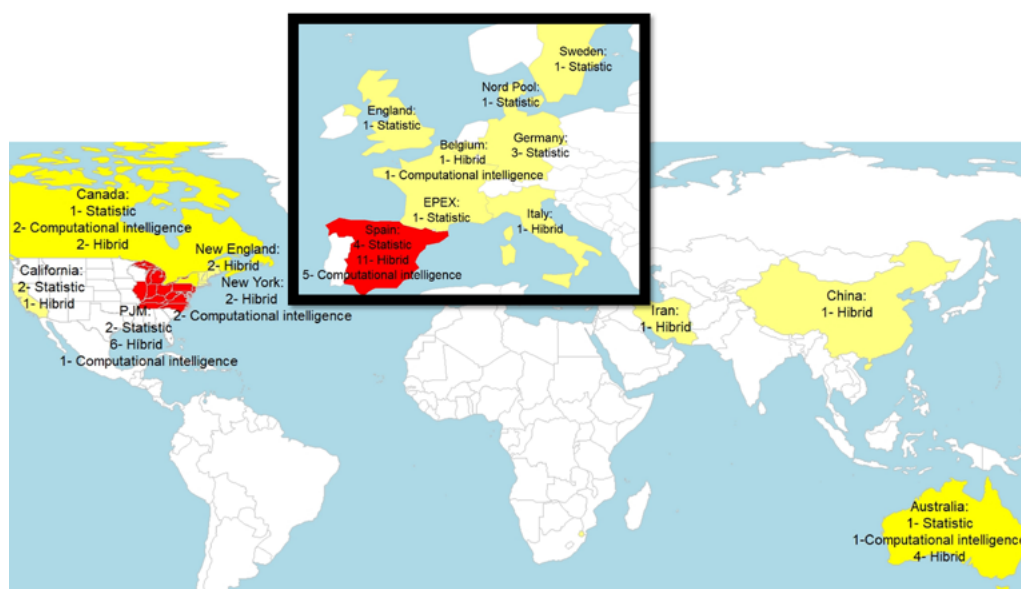 Sweden:
1- Statistic
Nord Pool:
1- Statistic
England:
1- Statistic
Belgium:
1- Hibrid
1- Computational intelligence
Germany:
3- Statistic
EPEX:
1- Statistic
Italy:
1- Hibrid
Spain:
4- Statistic
11- Hibrid
5- Computational intelligence
Canada:
1- Statistic
2- Computational intelligence
2- Hibrid
New England:
2- Hibrid
California:
2- Statistic
1- Hibrid
New York:
2- Hibrid
2- Computational intelligence
PJM:
2- Statistic
6- Hibrid
1- Computational intelligence
Iran:
1- Hibrid
China:
1- Hibrid
Australia:
1- Statistic
1-Computational intelligence
4- Hibrid